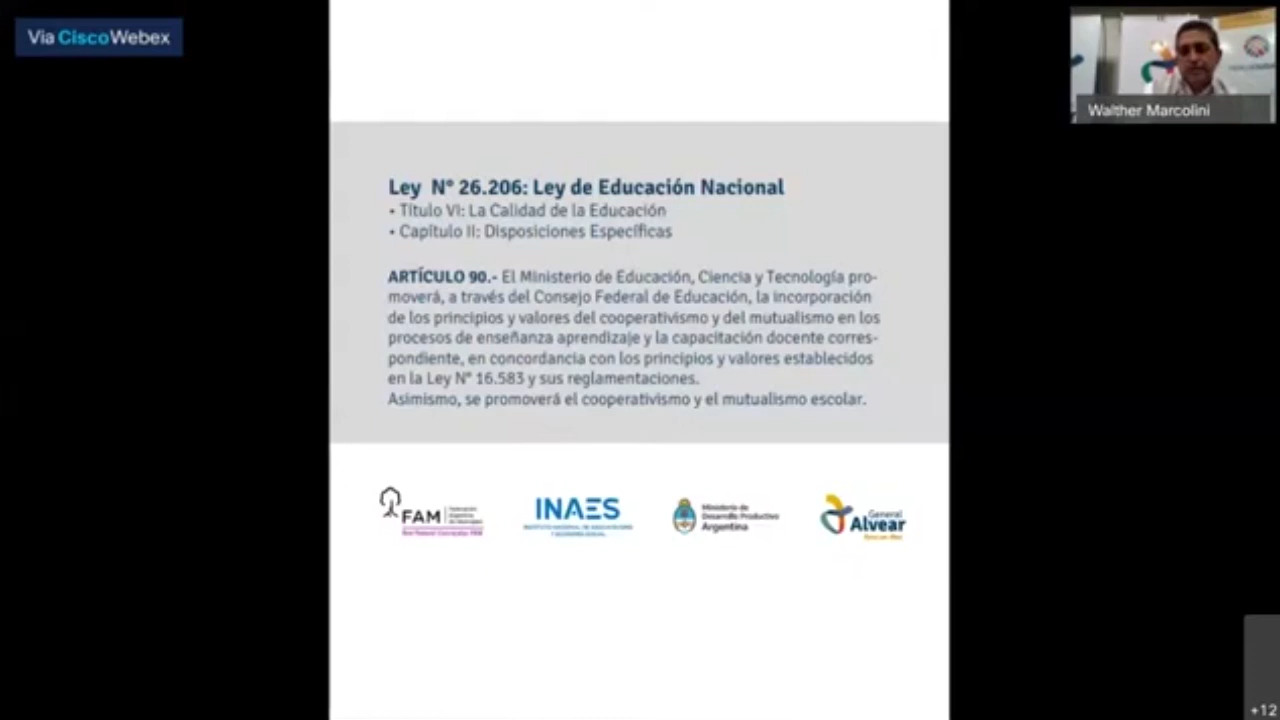 Via CiscoWebex
Walther Marcolini
Ley N° 26.206: Ley de Educación Nacional
• Título VI: La Calidad de la Educación
• Capítulo II: Disposiciones Específicas
ARTÍCULO 90.- El Ministerio de Educación, Ciencia y Tecnología pro-
moverá, a través del Consejo Federal de Educación, la incorporación
de los principios y valores del cooperativismo y del mutualismo en los
procesos de enseñanza aprendizaje y la capacitación docente corres-
pondiente, en concordancia con los principios y valores establecidos
en la Ley N° 16.583 y sus reglamentaciones.
Asimismo, se promoverá el cooperativismo y el mutualismo escolar.
FAM
INAES
Ministerio de
Desarrollo Productivo
Argentina
General
Alvear
+12